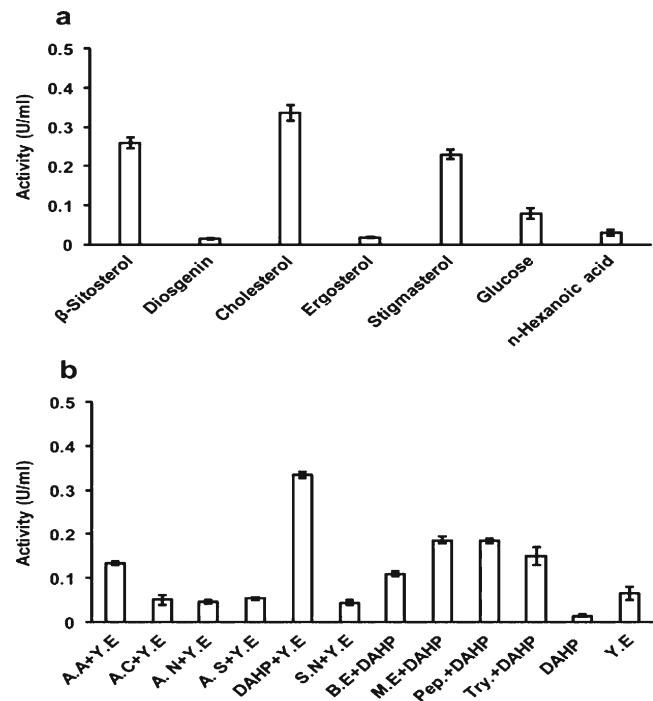 a
0.5
0.4
0.3
0.2
0.1
0
Activity (U/ml)
β-Sitosterol
Diosgenin
Cholesterol
Ergosterol
Stigmasterol
Glucose
n-Hexanoic acid
b
0.5
0.4
0.3
0.2
0.1
0
Activity (U/ml)
A.A+Y.E
A.C+Y.E
A. N+Y.E
A. S+Y.E
DAHP+Y.E
S.N+Y.E
B.E+DAHP
M.E+DAHP
Pep.+DAHP
Try.+DAHP
DAHP
Y.E